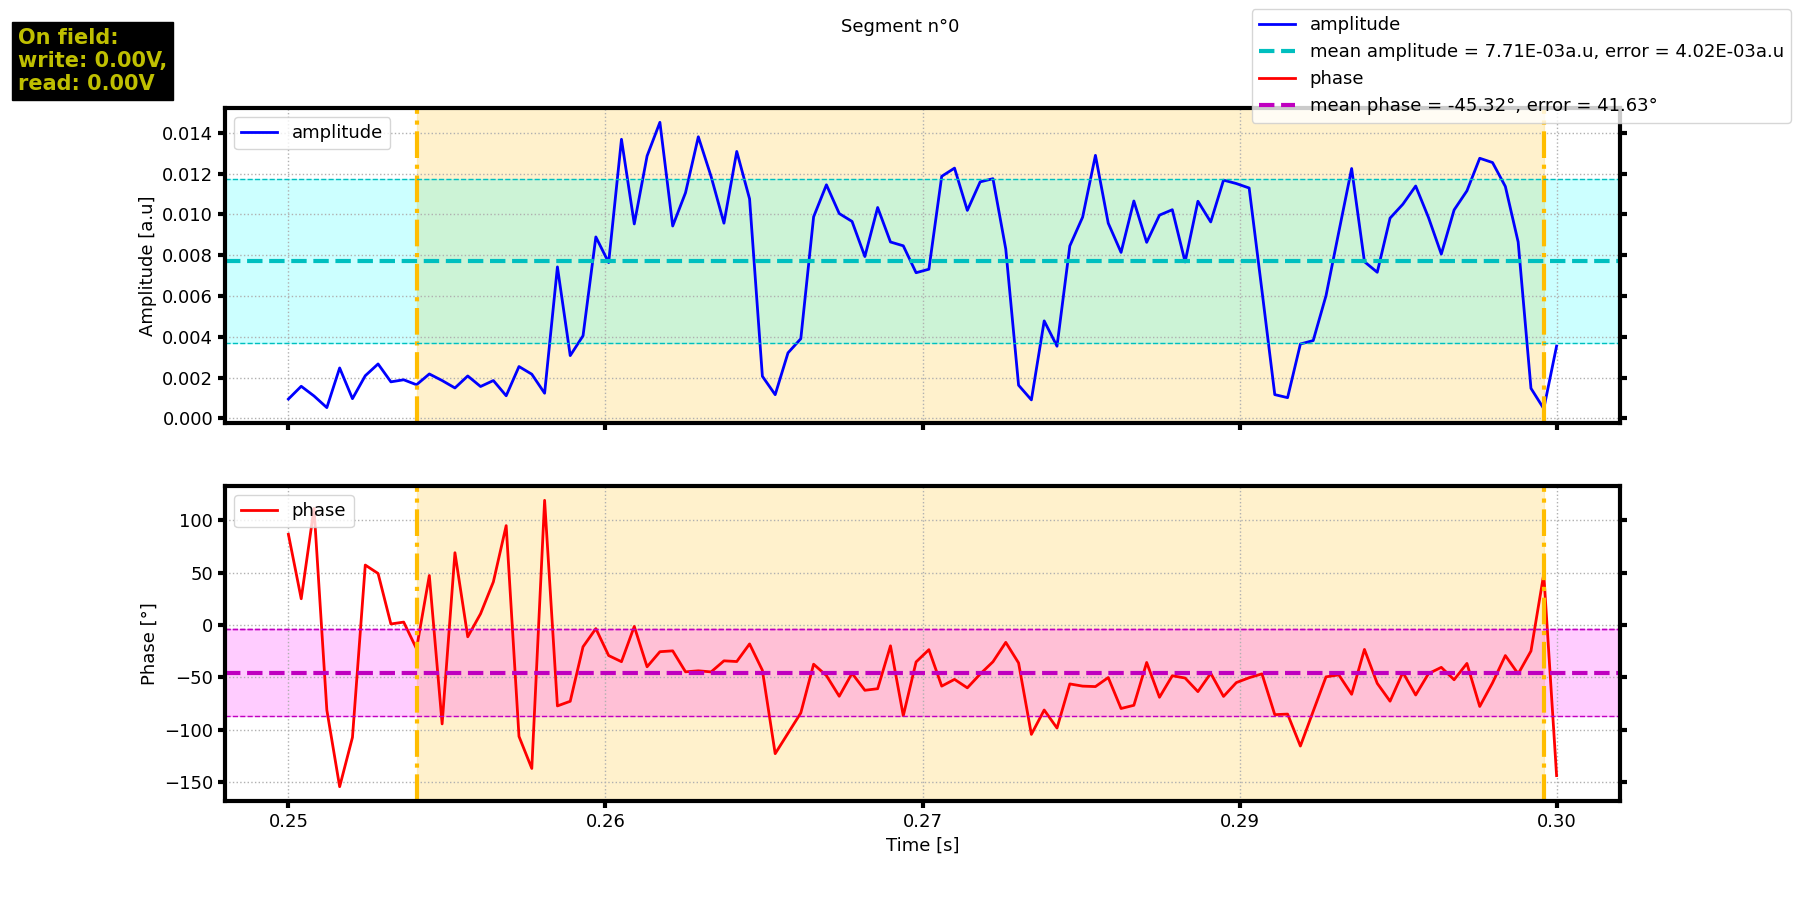 Segment n°0
On field:
write: 0.00V,
read: 0.00V
amplitude
mean amplitude = 7.71E-03a.u, error = 4.02E-03a.u
phase
mean phase = -45.32°, error = 41.63°
amplitude
Amplitude [a.u]
0.014
0.012
0.010
0.008
0.006
0.004
0.002
0.000
phase
Phase [°]
100
50
0
−50
−100
−150
0.25
0.26
0.27
0.29
0.30
Time [s]